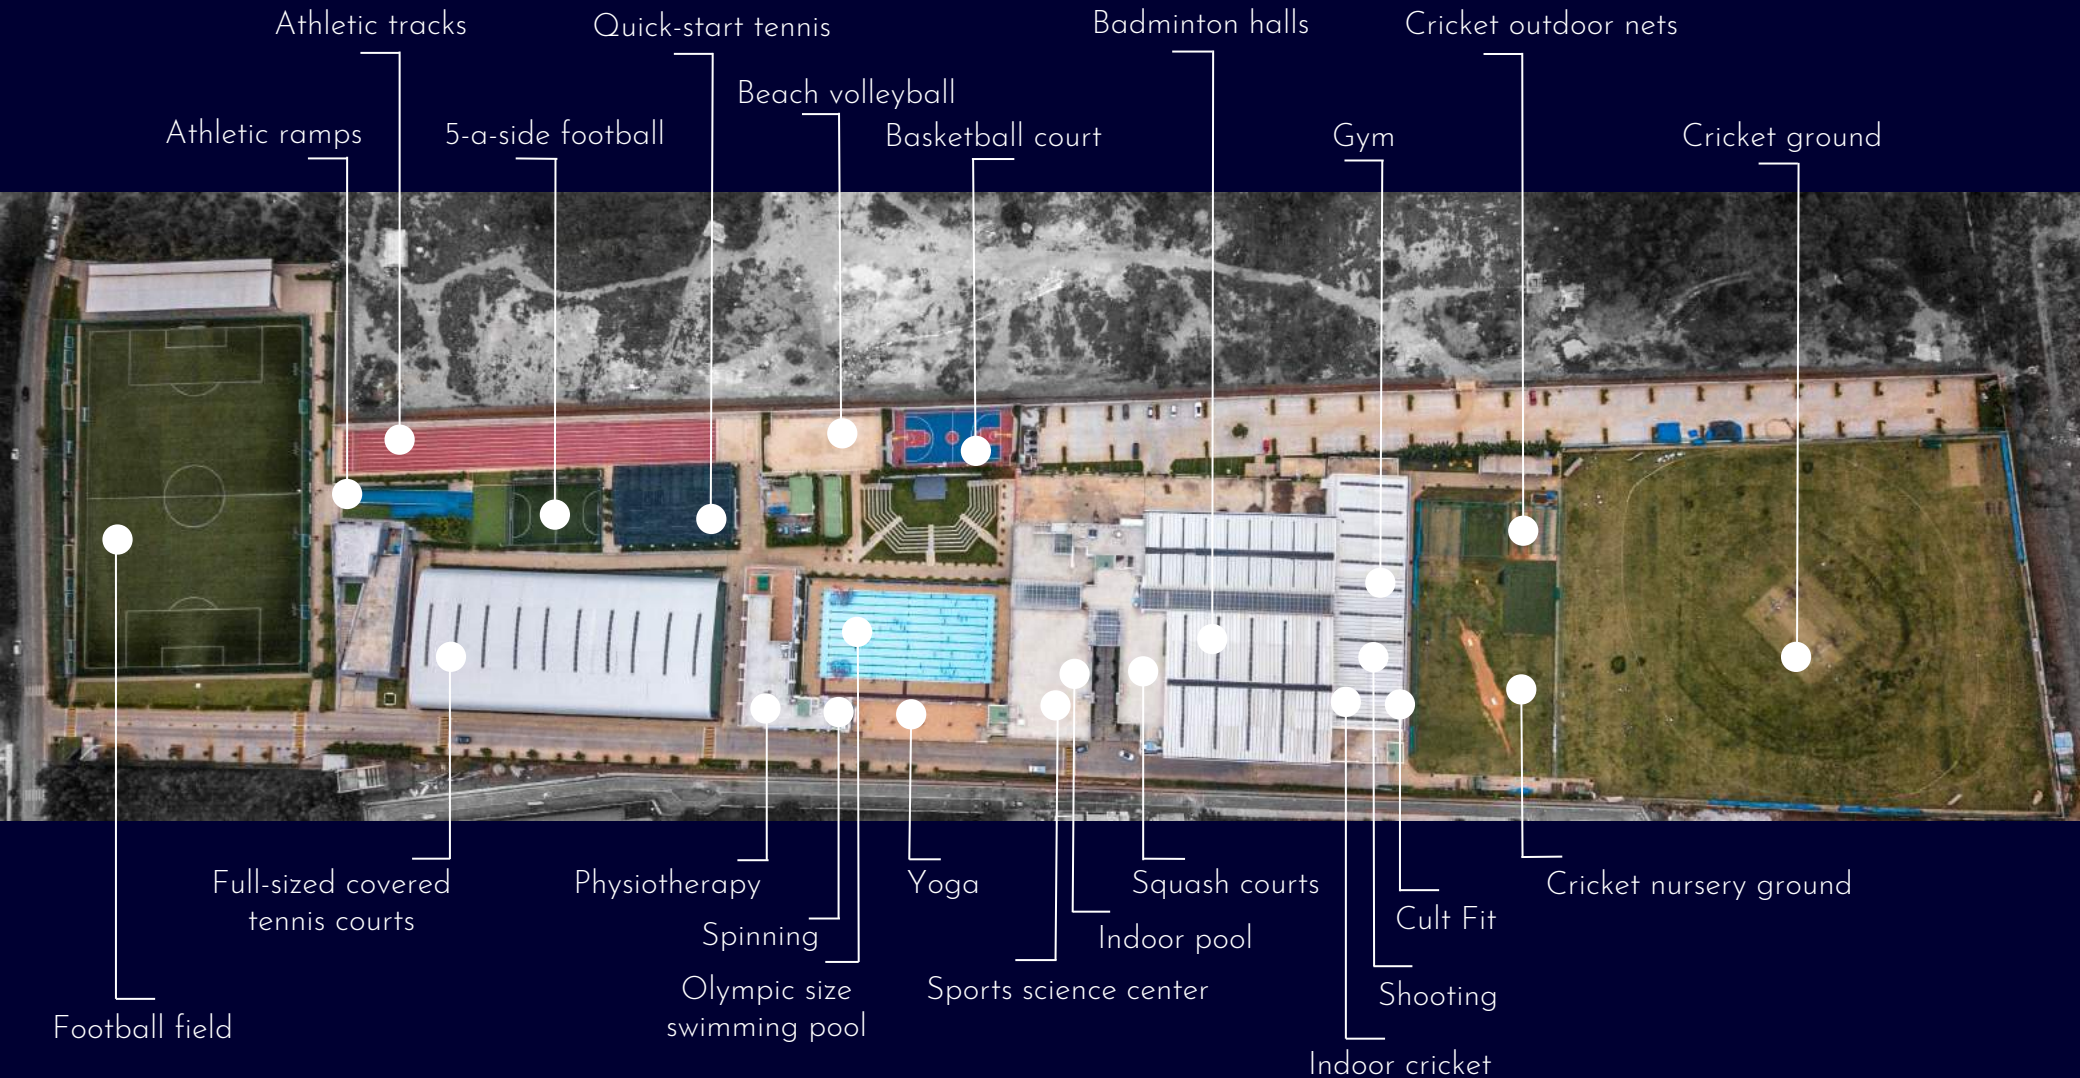 Athletic tracks
Quick-start tennis
Badminton halls
Cricket outdoor nets
Beach volleyball
Athletic ramps
5-a-side football
Basketball court
Gym
Cricket ground
Full-sized covered
tennis courts
Physiotherapy
Yoga
Squash courts
Cricket nursery ground
Cult Fit
Spinning
Indoor pool
Olympic size
swimming pool
Sports science center
Shooting
Football field
Indoor cricket